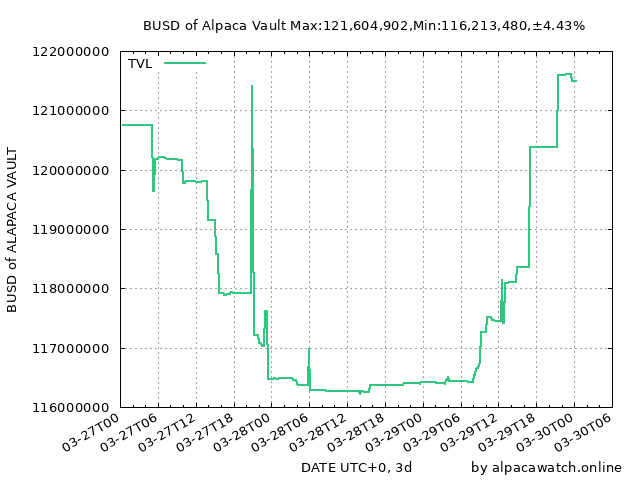 BUSD of Alpaca Vault Max:121,604,902,Min:116,213,480,±4.43%
122000000
TVL
121000000
120000000
119000000
118000000
117000000
116000000
BUSD of ALAPACA VAULT
03-27T00
03-27T06
03-27T12
03-27T18
03-28T00
03-28T06
03-28T12
03-28T18
03-29T00
03-29T06
03-29T12
03-29T18
03-30T00
03-30T06
DATE UTC+0, 3d
by alpacawatch.online